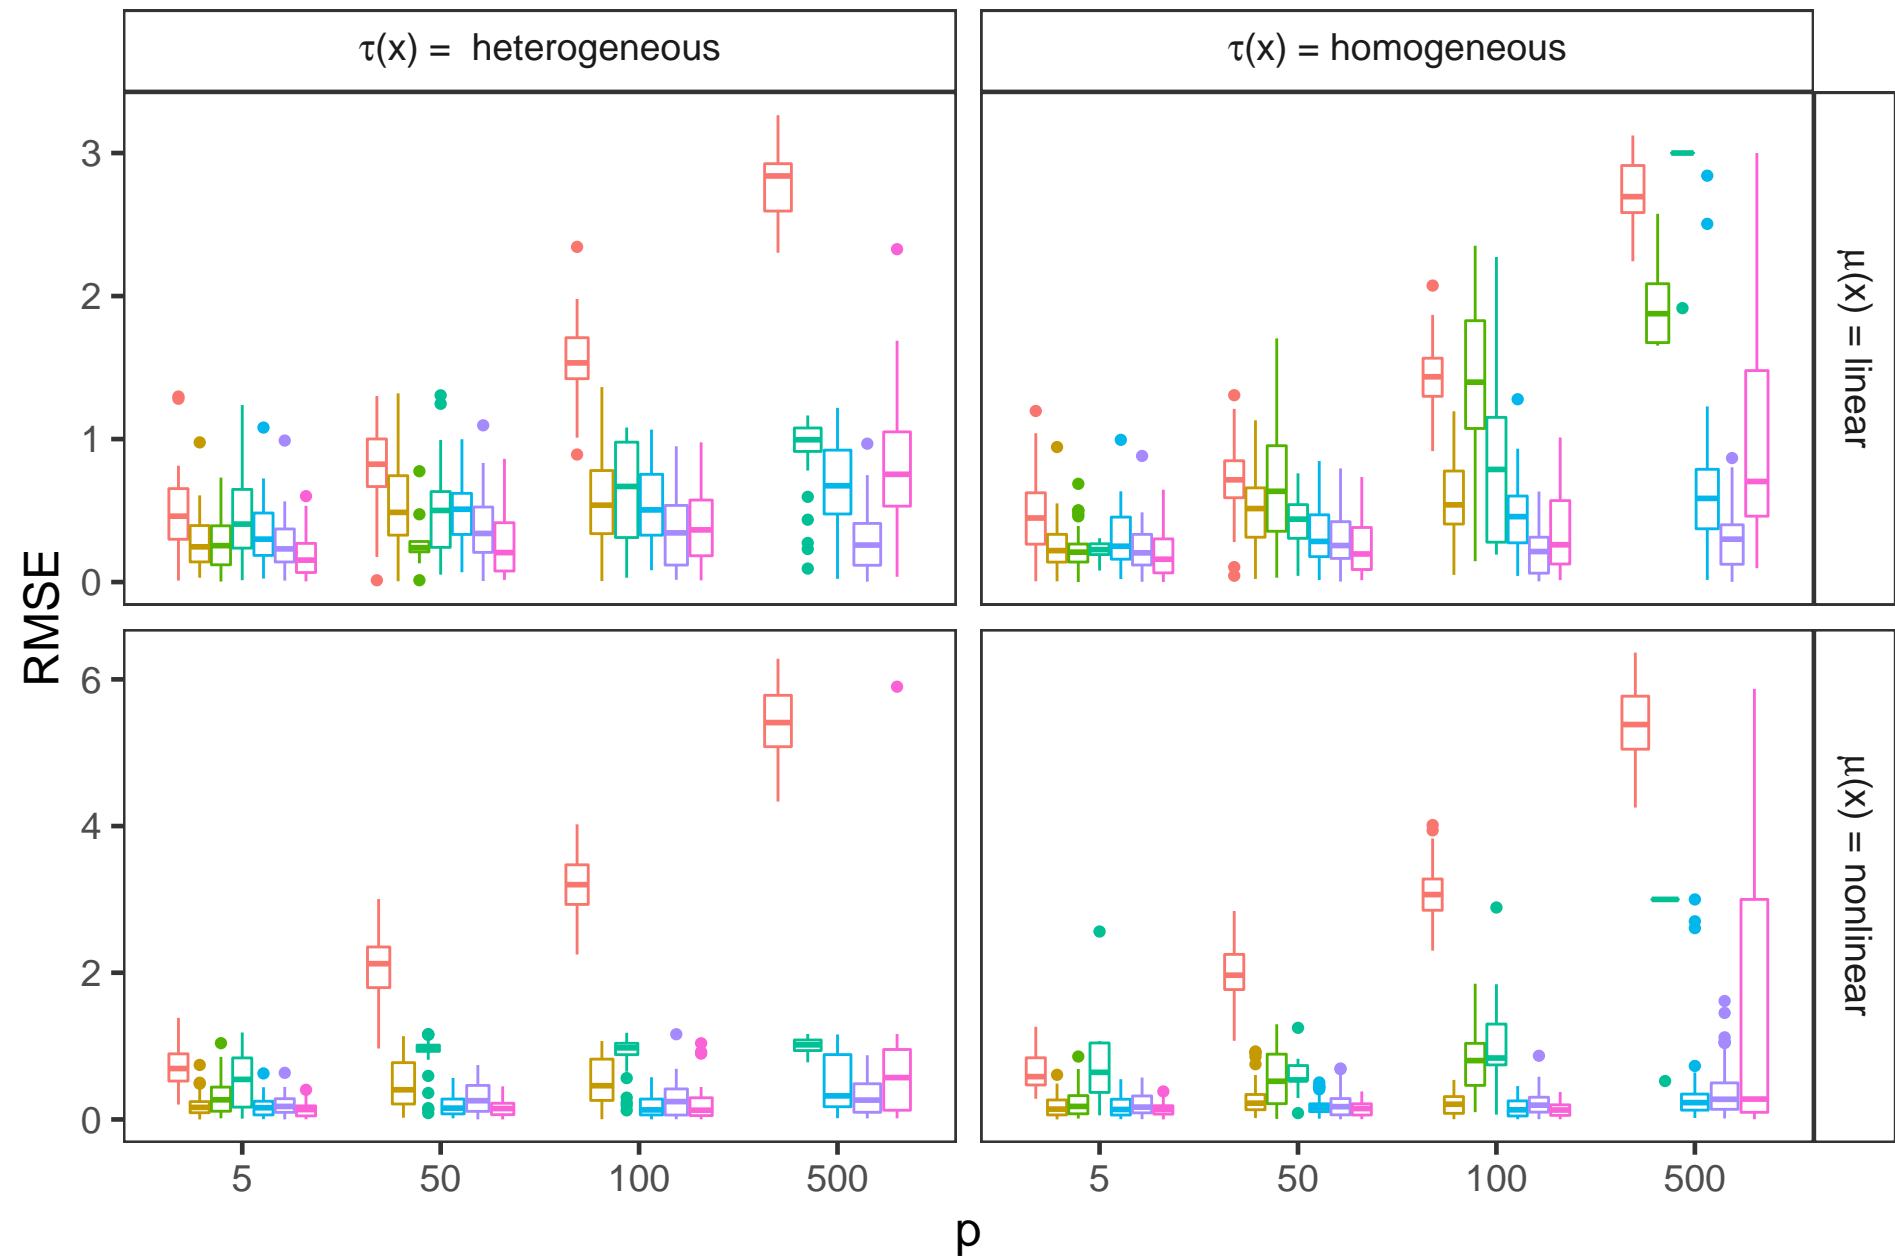 τ(x) =  heterogeneous
τ(x) = homogeneous
RMSE
3
2
1
0
μ(x) = linear
6
4
2
0
μ(x) = nonlinear
5 50 100 500
5 50 100 500
p